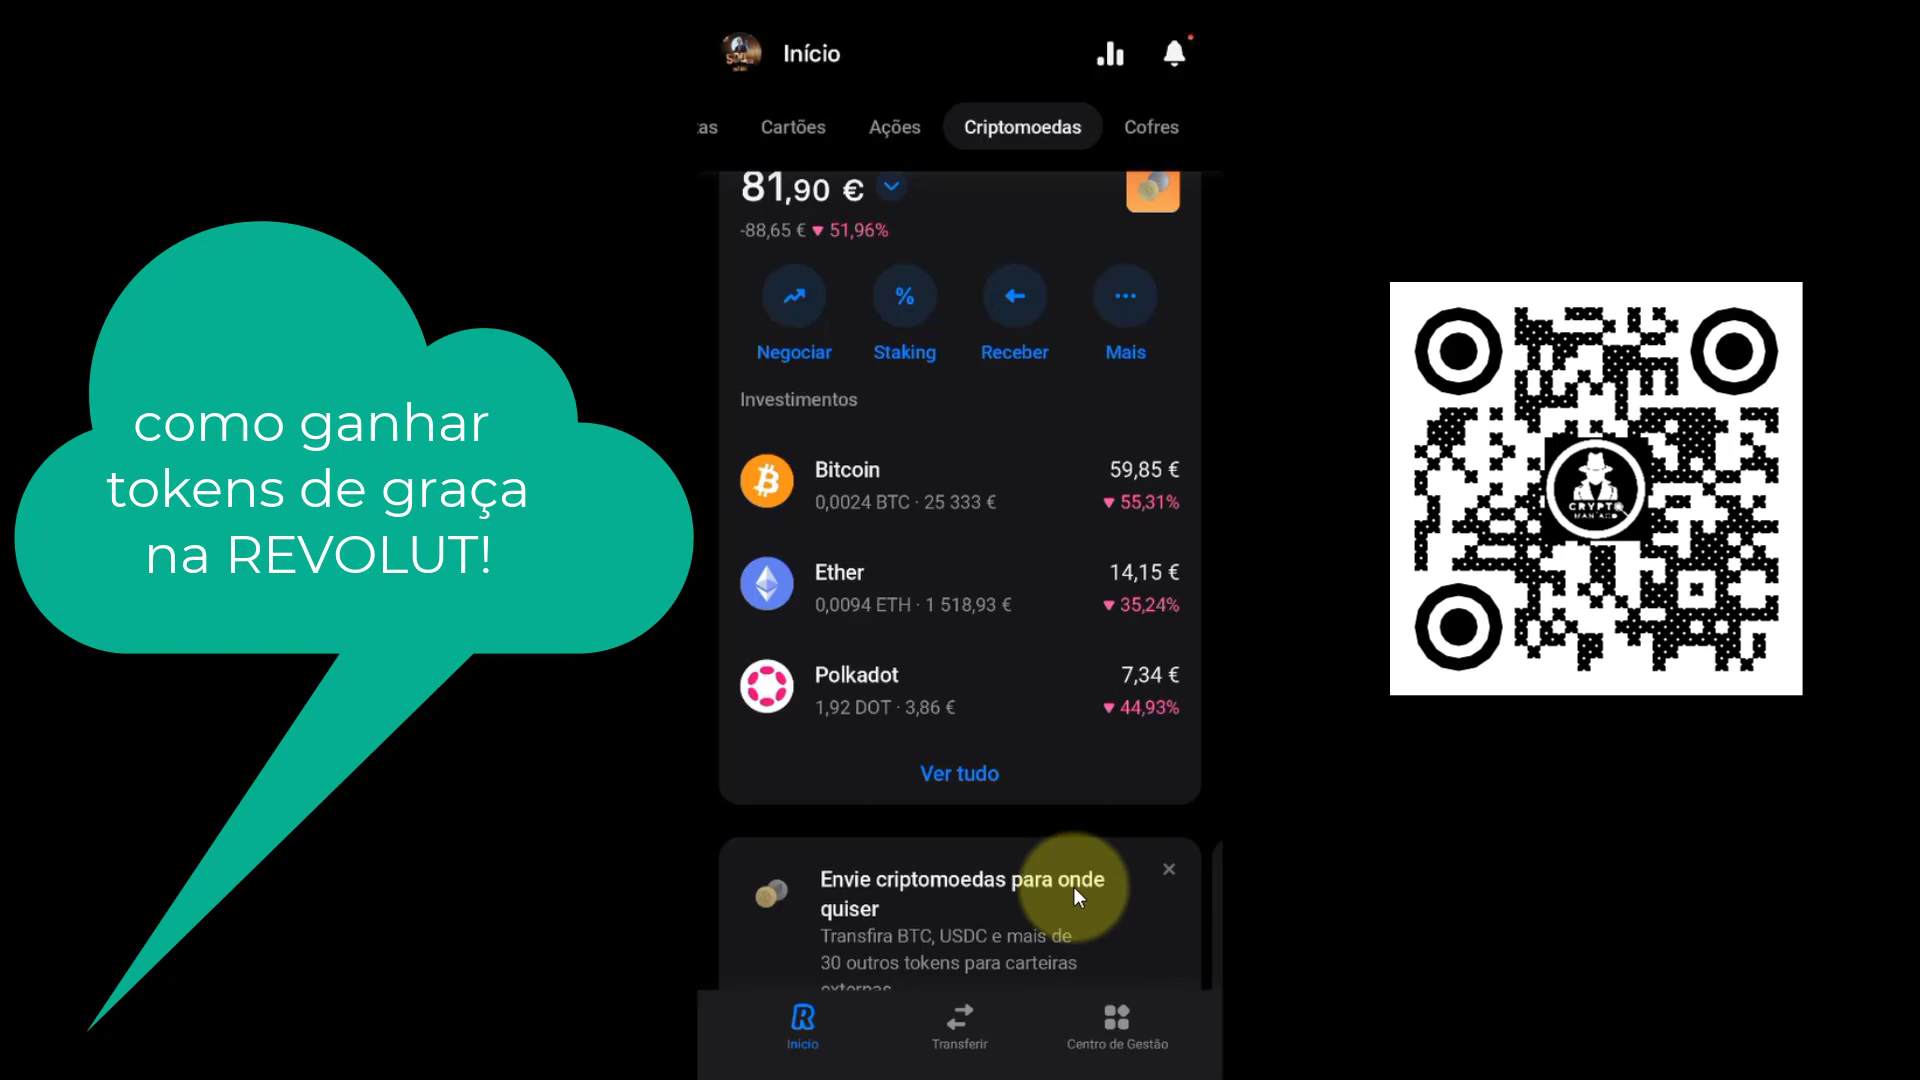 Início
tas Cartões Ações Criptomoedas Cofres
81,90 €
-88,65 € ▼ 51,96%
Negociar Staking Receber Mais
Investimentos
Bitcoin 59,85 €
0,0024 BTC · 25 333 € ▼ 55,31%
Ether 14,15 €
0,0094 ETH · 1 518,93 € ▼ 35,24%
Polkadot 7,34 €
1,92 DOT · 3,86 € ▼ 44,93%
Ver tudo
Envie criptomoedas para onde
quiser
Transfira BTC, USDC e mais de
30 outros tokens para carteiras
externas
Início Transferir Centro de Gestão
como ganhar
tokens de graça
na REVOLUT!
CRYPTO
MANIACO